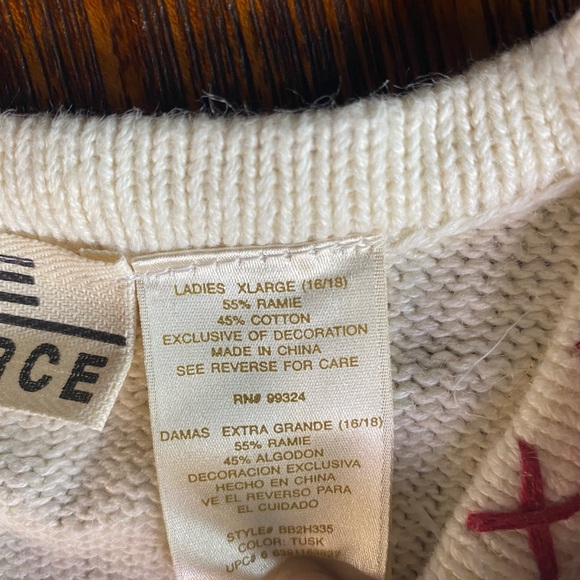 RCE
LADIES XLARGE (16/18)
55% RAMIE
45% COTTON
EXCLUSIVE OF DECORATION
MADE IN CHINA
SEE REVERSE FOR CARE
RN# 99324
DAMAS EXTRA GRANDE (16/18)
55% RAMIE
45% ALGODON
DECORACION EXCLUSIVA
HECHO EN CHINA
VE EL REVERSO PARA
EL CUIDADO
STYLE# BB2H335
COLOR: TUSK
UPC# 6